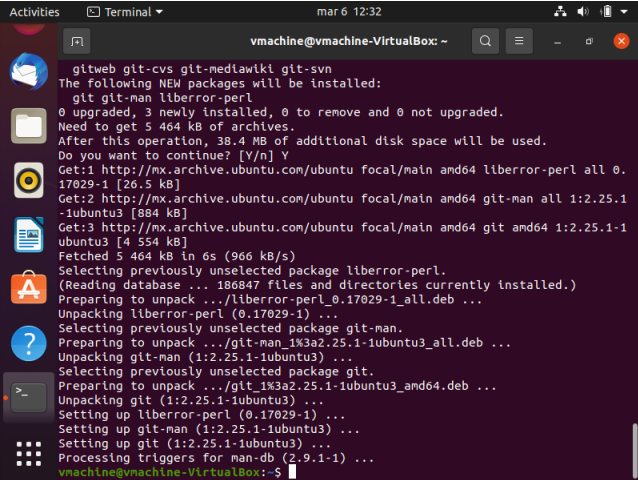 Activities
Terminal
mar 6 12:32
vmachine@vmachine-VirtualBox: ~
gitweb git-cvs git-mediawiki git-svn
The following NEW packages will be installed:
git git-man liberror-perl
0 upgraded, 3 newly installed, 0 to remove and 0 not upgraded.
Need to get 5 464 kB of archives.
After this operation, 38.4 MB of additional disk space will be used.
Do you want to continue? [Y/n] Y
Get:1 http://mx.archive.ubuntu.com/ubuntu focal/main amd64 liberror-perl all 0.
17029-1 [26.5 kB]
Get:2 http://mx.archive.ubuntu.com/ubuntu focal/main amd64 git-man all 1:2.25.1
-1ubuntu3 [884 kB]
Get:3 http://mx.archive.ubuntu.com/ubuntu focal/main amd64 git amd64 1:2.25.1-1
ubuntu3 [4 554 kB]
Fetched 5 464 kB in 6s (966 kB/s)
Selecting previously unselected package liberror-perl.
(Reading database ... 186847 files and directories currently installed.)
Preparing to unpack .../liberror-perl_0.17029-1_all.deb ...
Unpacking liberror-perl (0.17029-1) ...
Selecting previously unselected package git-man.
Preparing to unpack .../git-man_1%3a2.25.1-1ubuntu3_all.deb ...
Unpacking git-man (1:2.25.1-1ubuntu3) ...
Selecting previously unselected package git.
Preparing to unpack .../git_1%3a2.25.1-1ubuntu3_amd64.deb ...
Unpacking git (1:2.25.1-1ubuntu3) ...
Setting up liberror-perl (0.17029-1) ...
Setting up git-man (1:2.25.1-1ubuntu3) ...
Setting up git (1:2.25.1-1ubuntu3) ...
Processing triggers for man-db (2.9.1-1) ...
vmachine@vmachine-VirtualBox:~$